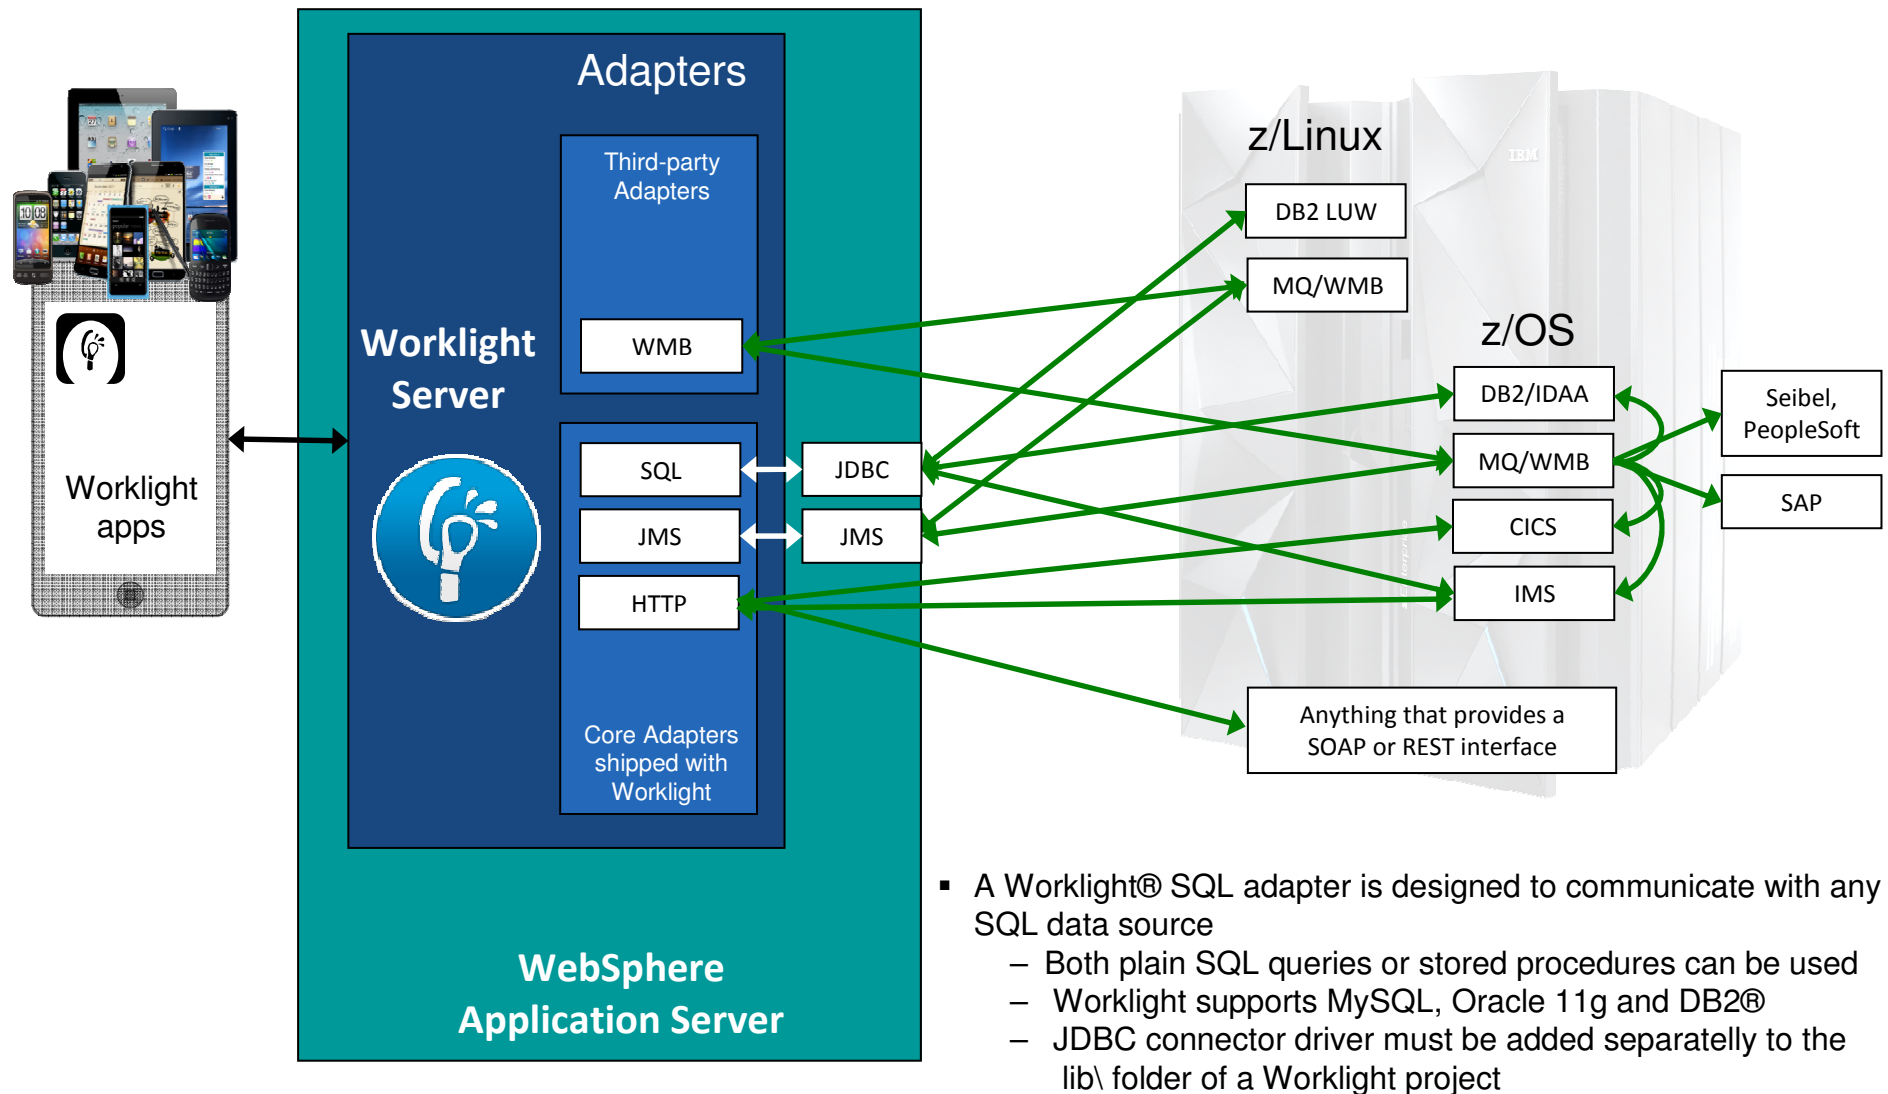 Adapters
Third-party
Adapters
WMB
Worklight
Server
SQL
JMS
HTTP
Core Adapters
shipped with
Worklight
JDBC
JMS
WebSphere
Application Server
Worklight
apps
z/Linux
IBM
DB2 LUW
MQ/WMB
z/OS
DB2/IDAA
MQ/WMB
CICS
IMS
Seibel,
PeopleSoft
SAP
Anything that provides a
SOAP or REST interface
▪ A Worklight® SQL adapter is designed to communicate with any
SQL data source
– Both plain SQL queries or stored procedures can be used
– Worklight supports MySQL, Oracle 11g and DB2®
– JDBC connector driver must be added separatelly to the
lib\ folder of a Worklight project